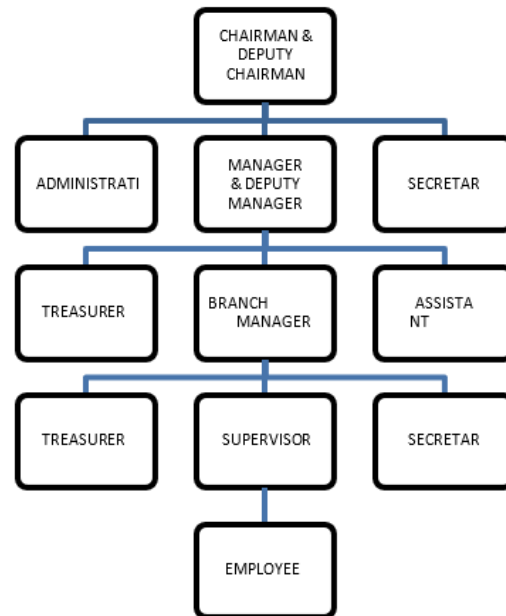 CHAIRMAN &
DEPUTY
CHAIRMAN
ADMINISTRATI
MANAGER
& DEPUTY
MANAGER
SECRETAR
TREASURER
BRANCH
MANAGER
ASSISTA
NT
TREASURER
SUPERVISOR
SECRETAR
EMPLOYEE